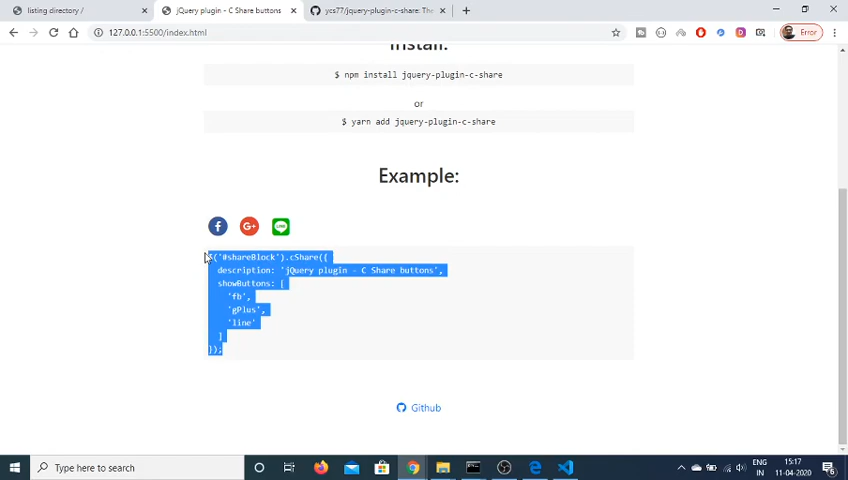 listing directory /
jQuery plugin - C Share buttons
ycs77/jquery-plugin-c-share: The
127.0.0.1:5500/index.html
Error
Install:
$ npm install jquery-plugin-c-share
or
$ yarn add jquery-plugin-c-share
Example:
f
G+
LINE
$('#shareBlock').cShare({
description: 'jQuery plugin - C Share buttons',
showButtons: [
'fb',
'gPlus',
'line'
]
});
Github
Type here to search
ENG
IN
15:17
11-04-2020